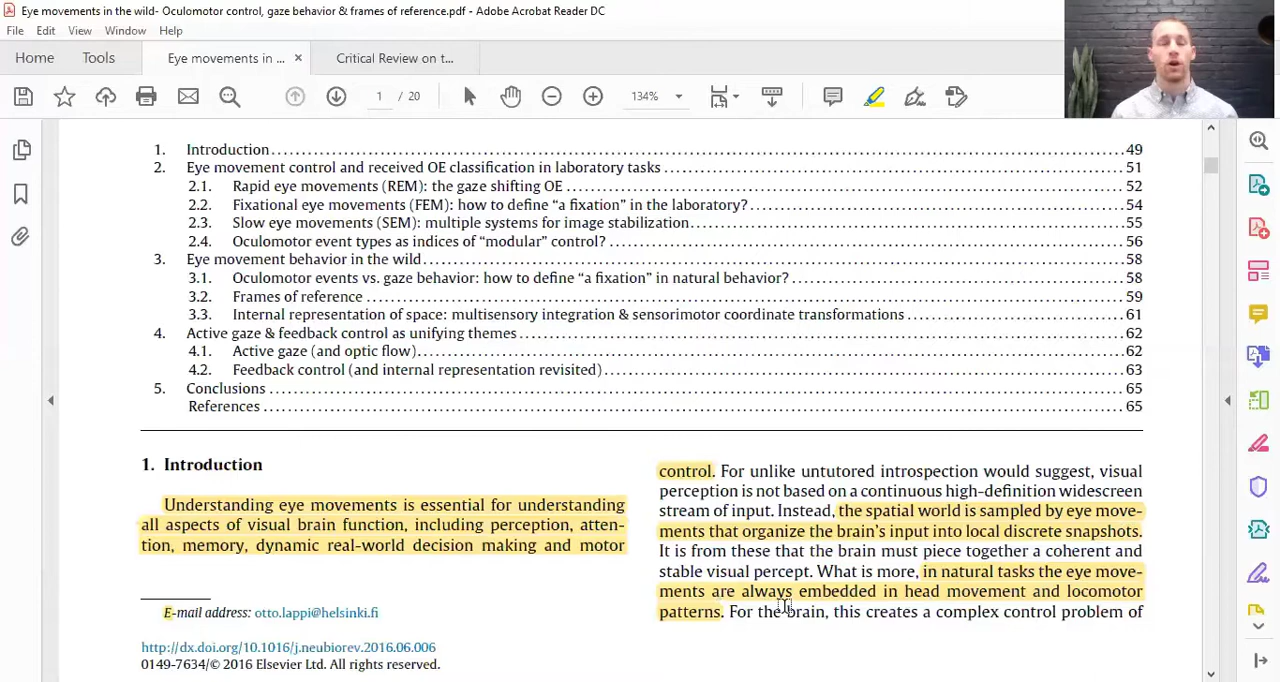 Eye movements in the wild- Oculomotor control, gaze behavior & frames of reference.pdf - Adobe Acrobat Reader DC
File Edit View Window Help
Home Tools Eye movements in ... × Critical Review on t...
1 / 20 134%
1. Introduction 49
2. Eye movement control and received OE classification in laboratory tasks 51
2.1. Rapid eye movements (REM): the gaze shifting OE 52
2.2. Fixational eye movements (FEM): how to define “a fixation” in the laboratory? 54
2.3. Slow eye movements (SEM): multiple systems for image stabilization 55
2.4. Oculomotor event types as indices of “modular” control? 56
3. Eye movement behavior in the wild 58
3.1. Oculomotor events vs. gaze behavior: how to define “a fixation” in natural behavior? 58
3.2. Frames of reference 59
3.3. Internal representation of space: multisensory integration & sensorimotor coordinate transformations 61
4. Active gaze & feedback control as unifying themes 62
4.1. Active gaze (and optic flow) 62
4.2. Feedback control (and internal representation revisited) 63
5. Conclusions 65
References 65
1. Introduction
Understanding eye movements is essential for understanding
all aspects of visual brain function, including perception, atten-
tion, memory, dynamic real-world decision making and motor
E-mail address: otto.lappi@helsinki.fi
http://dx.doi.org/10.1016/j.neubiorev.2016.06.006
0149-7634/© 2016 Elsevier Ltd. All rights reserved.
control. For unlike untutored introspection would suggest, visual
perception is not based on a continuous high-definition widescreen
stream of input. Instead, the spatial world is sampled by eye move-
ments that organize the brain's input into local discrete snapshots.
It is from these that the brain must piece together a coherent and
stable visual percept. What is more, in natural tasks the eye move-
ments are always embedded in head movement and locomotor
patterns. For the brain, this creates a complex control problem of